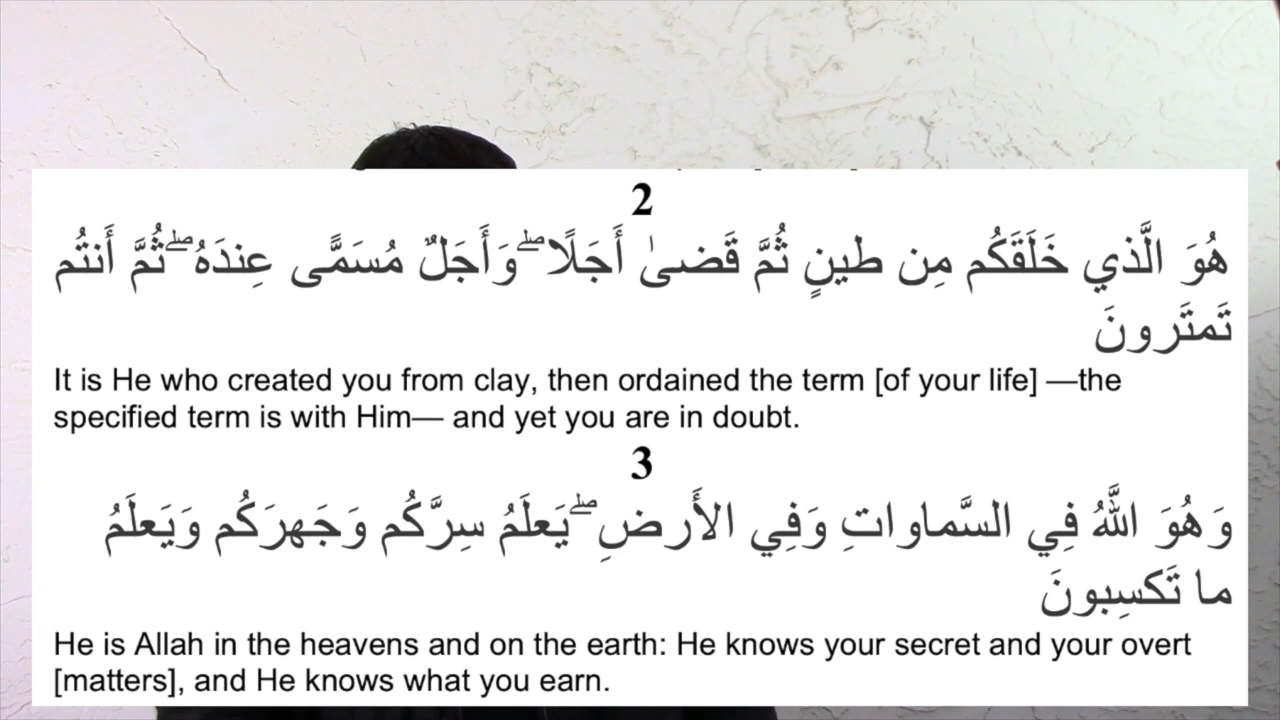 2
هُوَ الَّذي خَلَقَكُم مِن طينٍ ثُمَّ قَضىٰ أَجَلًا ۖ وَأَجَلٌ مُسَمًّى عِندَهُ ۖ ثُمَّ أَنتُم
تَمتَرونَ
It is He who created you from clay, then ordained the term [of your life] —the
specified term is with Him— and yet you are in doubt.
3
وَهُوَ اللَّهُ فِي السَّماواتِ وَفِي الأَرضِ ۖ يَعلَمُ سِرَّكُم وَجَهرَكُم وَيَعلَمُ
ما تَكسِبونَ
He is Allah in the heavens and on the earth: He knows your secret and your overt
[matters], and He knows what you earn.